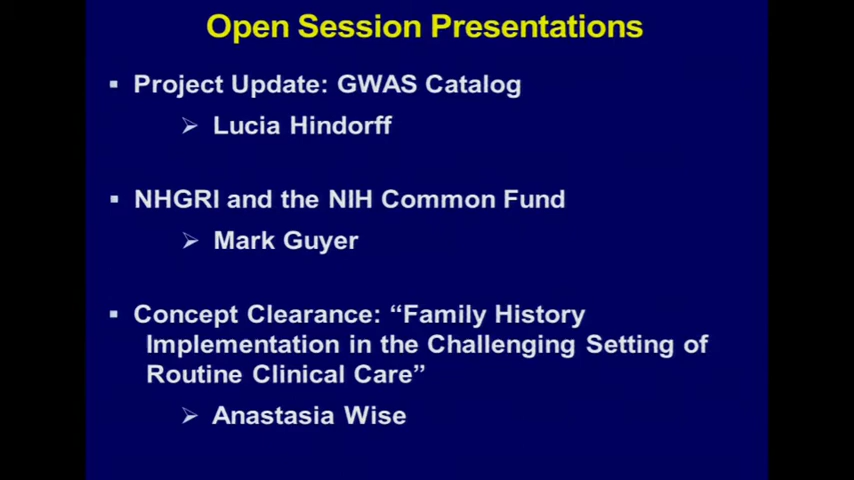 Open Session Presentations
▪ Project Update: GWAS Catalog
➢ Lucia Hindorff
▪ NHGRI and the NIH Common Fund
➢ Mark Guyer
▪ Concept Clearance: “Family History
Implementation in the Challenging Setting of
Routine Clinical Care”
➢ Anastasia Wise